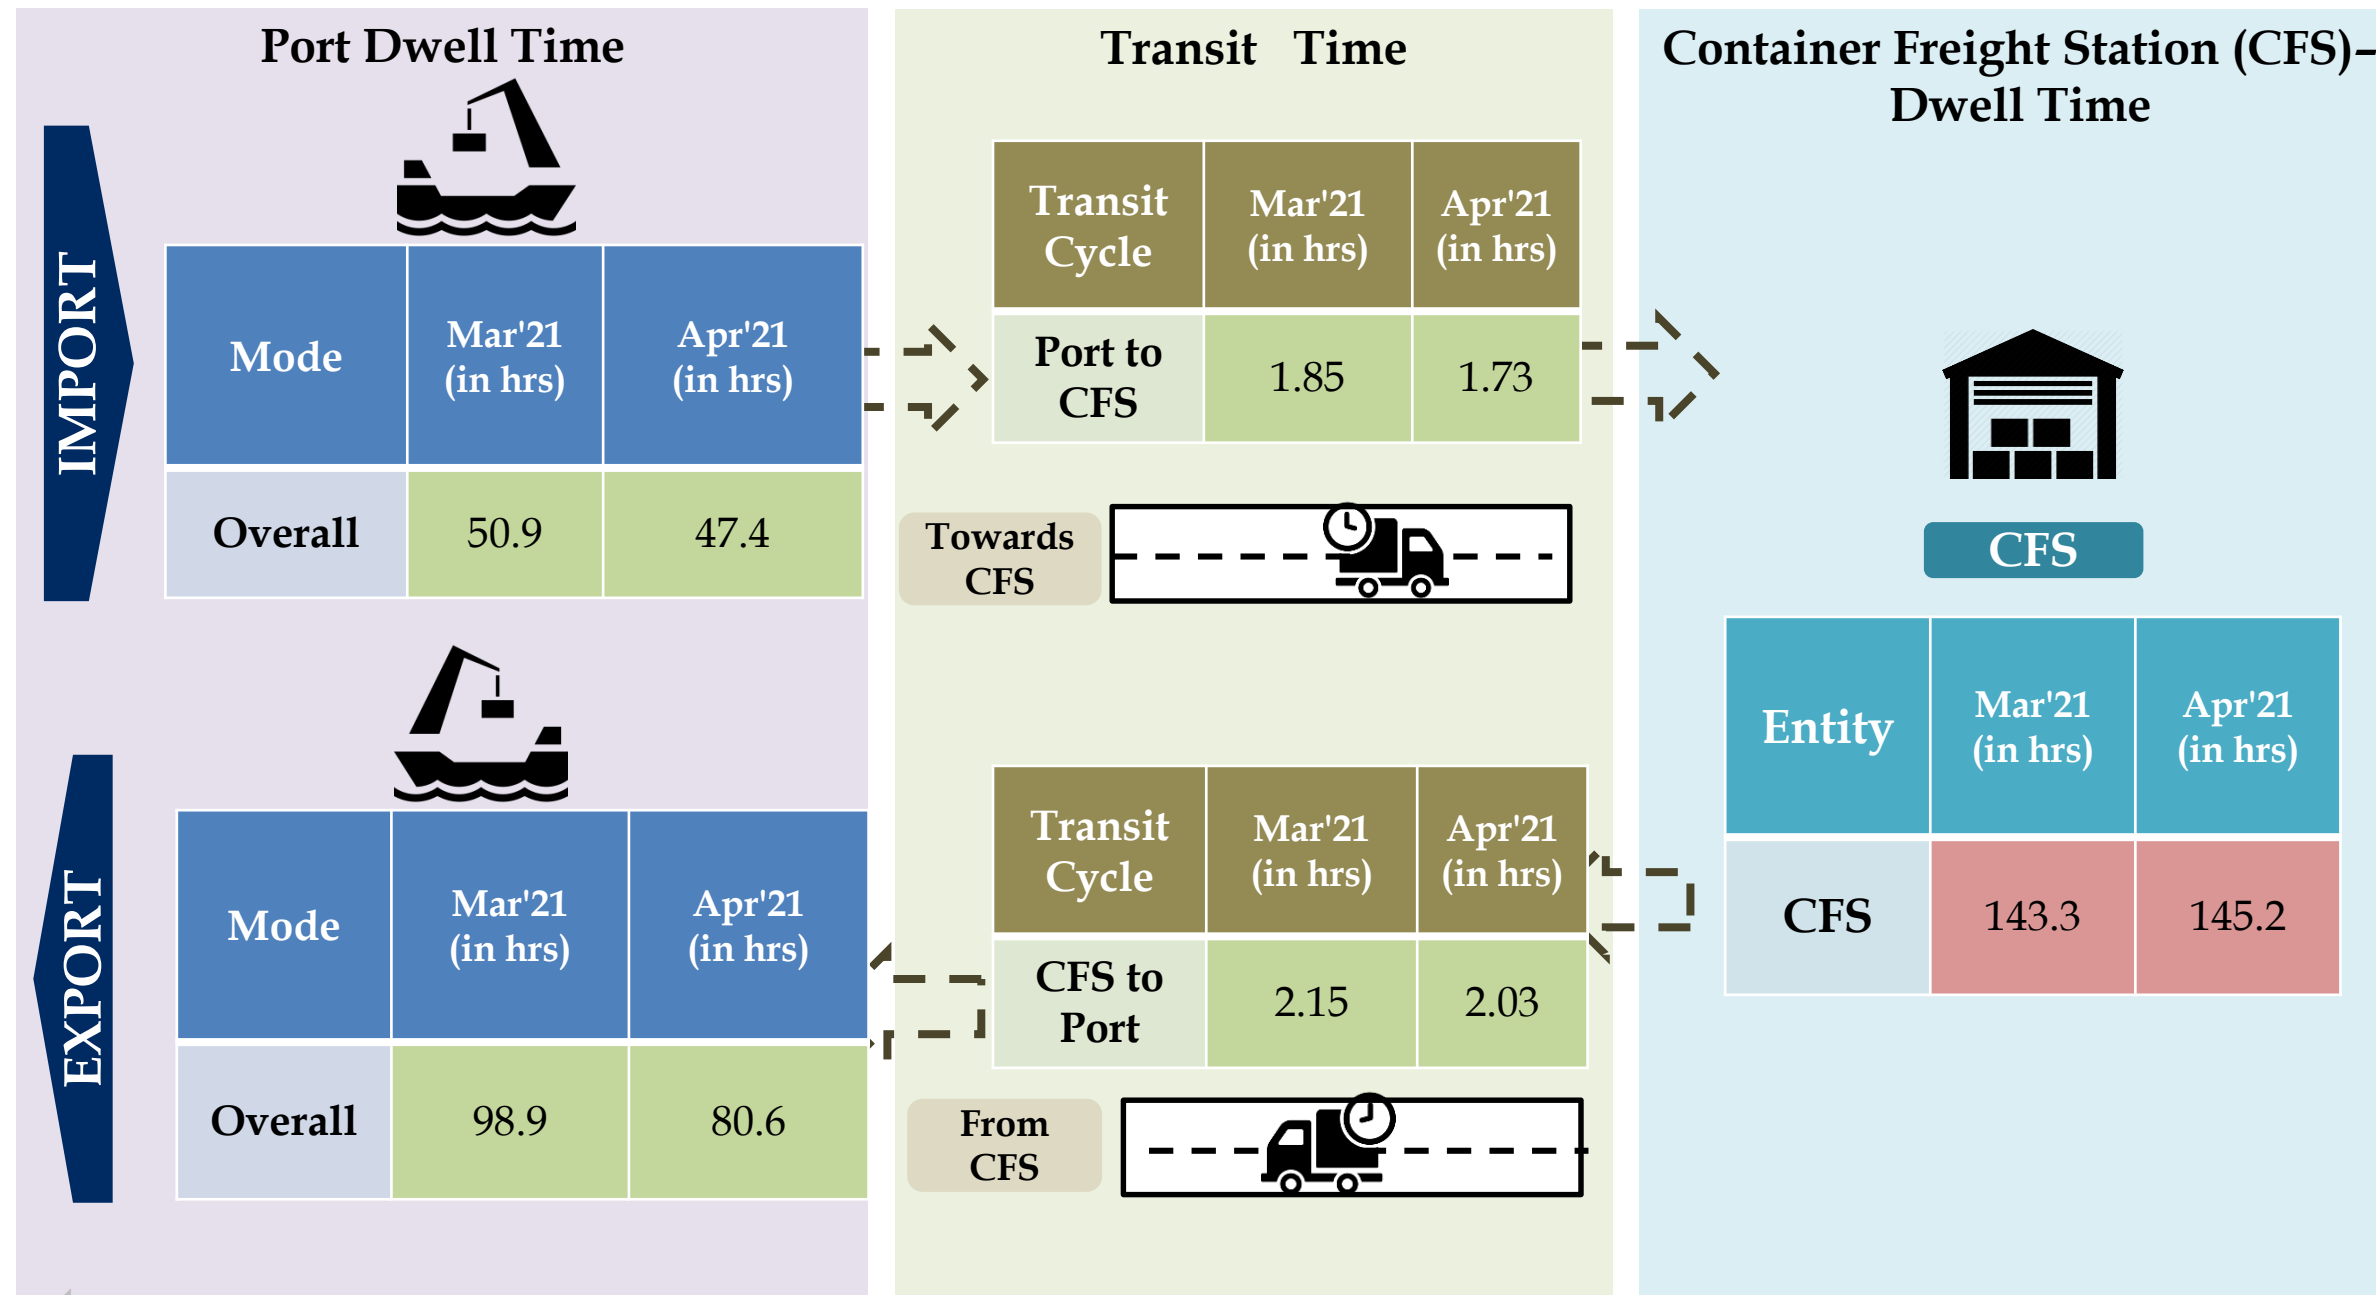 Port Dwell Time
IMPORT
Mode
Mar'21
(in hrs)
Apr'21
(in hrs)
Overall
50.9
47.4
EXPORT
Mode
Mar'21
(in hrs)
Apr'21
(in hrs)
Overall
98.9
80.6
Transit Time
Transit
Cycle
Mar'21
(in hrs)
Apr'21
(in hrs)
Port to
CFS
1.85
1.73
Towards
CFS
Transit
Cycle
Mar'21
(in hrs)
Apr'21
(in hrs)
CFS to
Port
2.15
2.03
From
CFS
Container Freight Station (CFS)–
Dwell Time
CFS
Entity
Mar'21
(in hrs)
Apr'21
(in hrs)
CFS
143.3
145.2